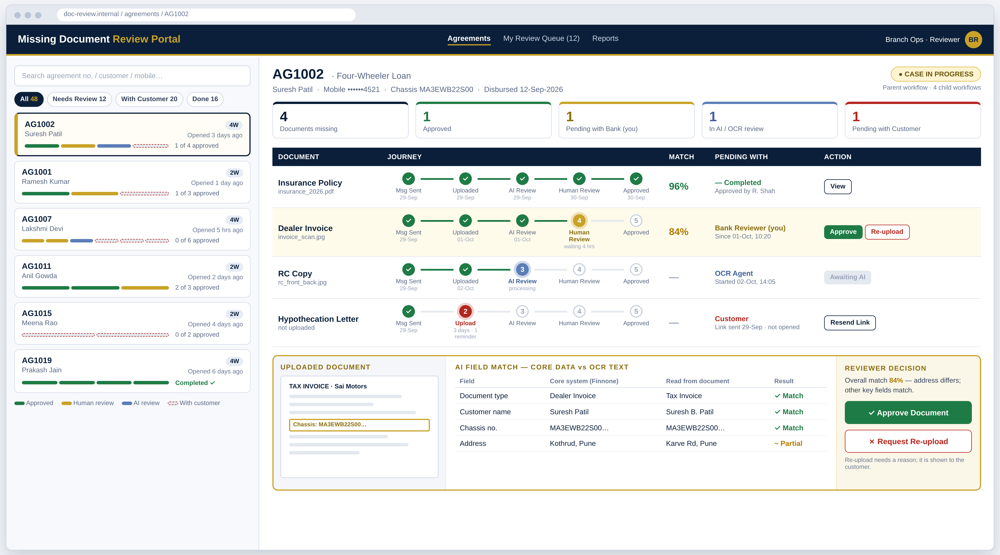 doc-review.internal / agreements / AG1002
Missing Document Review Portal
Agreements My Review Queue (12) Reports
Branch Ops · Reviewer BR
Search agreement no. / customer / mobile…
All 48 Needs Review 12 With Customer 20 Done 16
AG1002 4W
Suresh Patil Opened 3 days ago
1 of 4 approved
AG1001 2W
Ramesh Kumar Opened 1 day ago
1 of 3 approved
AG1007 4W
Lakshmi Devi Opened 5 hrs ago
0 of 6 approved
AG1011 2W
Anil Gowda Opened 2 days ago
2 of 3 approved
AG1015 2W
Meena Rao Opened 4 days ago
0 of 2 approved
AG1019 4W
Prakash Jain Opened 6 days ago
Completed ✓
Approved Human review AI review With customer
AG1002 · Four-Wheeler Loan
● CASE IN PROGRESS
Suresh Patil · Mobile ••••••4521 · Chassis MA3EWB22S00 · Disbursed 12-Sep-2026
Parent workflow · 4 child workflows
4
Documents missing
1
Approved
1
Pending with Bank (you)
1
In AI / OCR review
1
Pending with Customer
DOCUMENT JOURNEY MATCH PENDING WITH ACTION
Insurance Policy
insurance_2026.pdf
✓ ✓ ✓ ✓ ✓
Msg Sent Uploaded AI Review Human Review Approved
29-Sep 29-Sep 29-Sep 30-Sep 30-Sep
96%
— Completed
Approved by R. Shah
View
Dealer Invoice
invoice_scan.jpg
✓ ✓ ✓ 4 5
Msg Sent Uploaded AI Review Human Approved
Review
29-Sep 01-Oct 01-Oct
waiting 4 hrs
84%
Bank Reviewer (you)
Since 01-Oct, 10:20
Approve Re-upload
RC Copy
rc_front_back.jpg
✓ ✓ 3 4 5
Msg Sent Uploaded AI Review Human Review Approved
29-Sep 02-Oct processing
—
OCR Agent
Started 02-Oct, 14:05
Awaiting AI
Hypothecation Letter
not uploaded
✓ 2 3 4 5
Msg Sent Upload AI Review Human Review Approved
29-Sep 3 days · 1
reminder
—
Customer
Link sent 29-Sep · not opened
Resend Link
UPLOADED DOCUMENT
TAX INVOICE · Sai Motors
Chassis: MA3EWB22S00…
AI FIELD MATCH — CORE DATA vs OCR TEXT
Field Core system (Finnone) Read from document Result
Document type Dealer Invoice Tax Invoice ✓ Match
Customer name Suresh Patil Suresh B. Patil ✓ Match
Chassis no. MA3EWB22S00… MA3EWB22S00… ✓ Match
Address Kothrud, Pune Karve Rd, Pune ~ Partial
REVIEWER DECISION
Overall match 84% — address differs;
other key fields match.
✓ Approve Document
✕ Request Re-upload
Re-upload needs a reason; it is shown to the
customer.